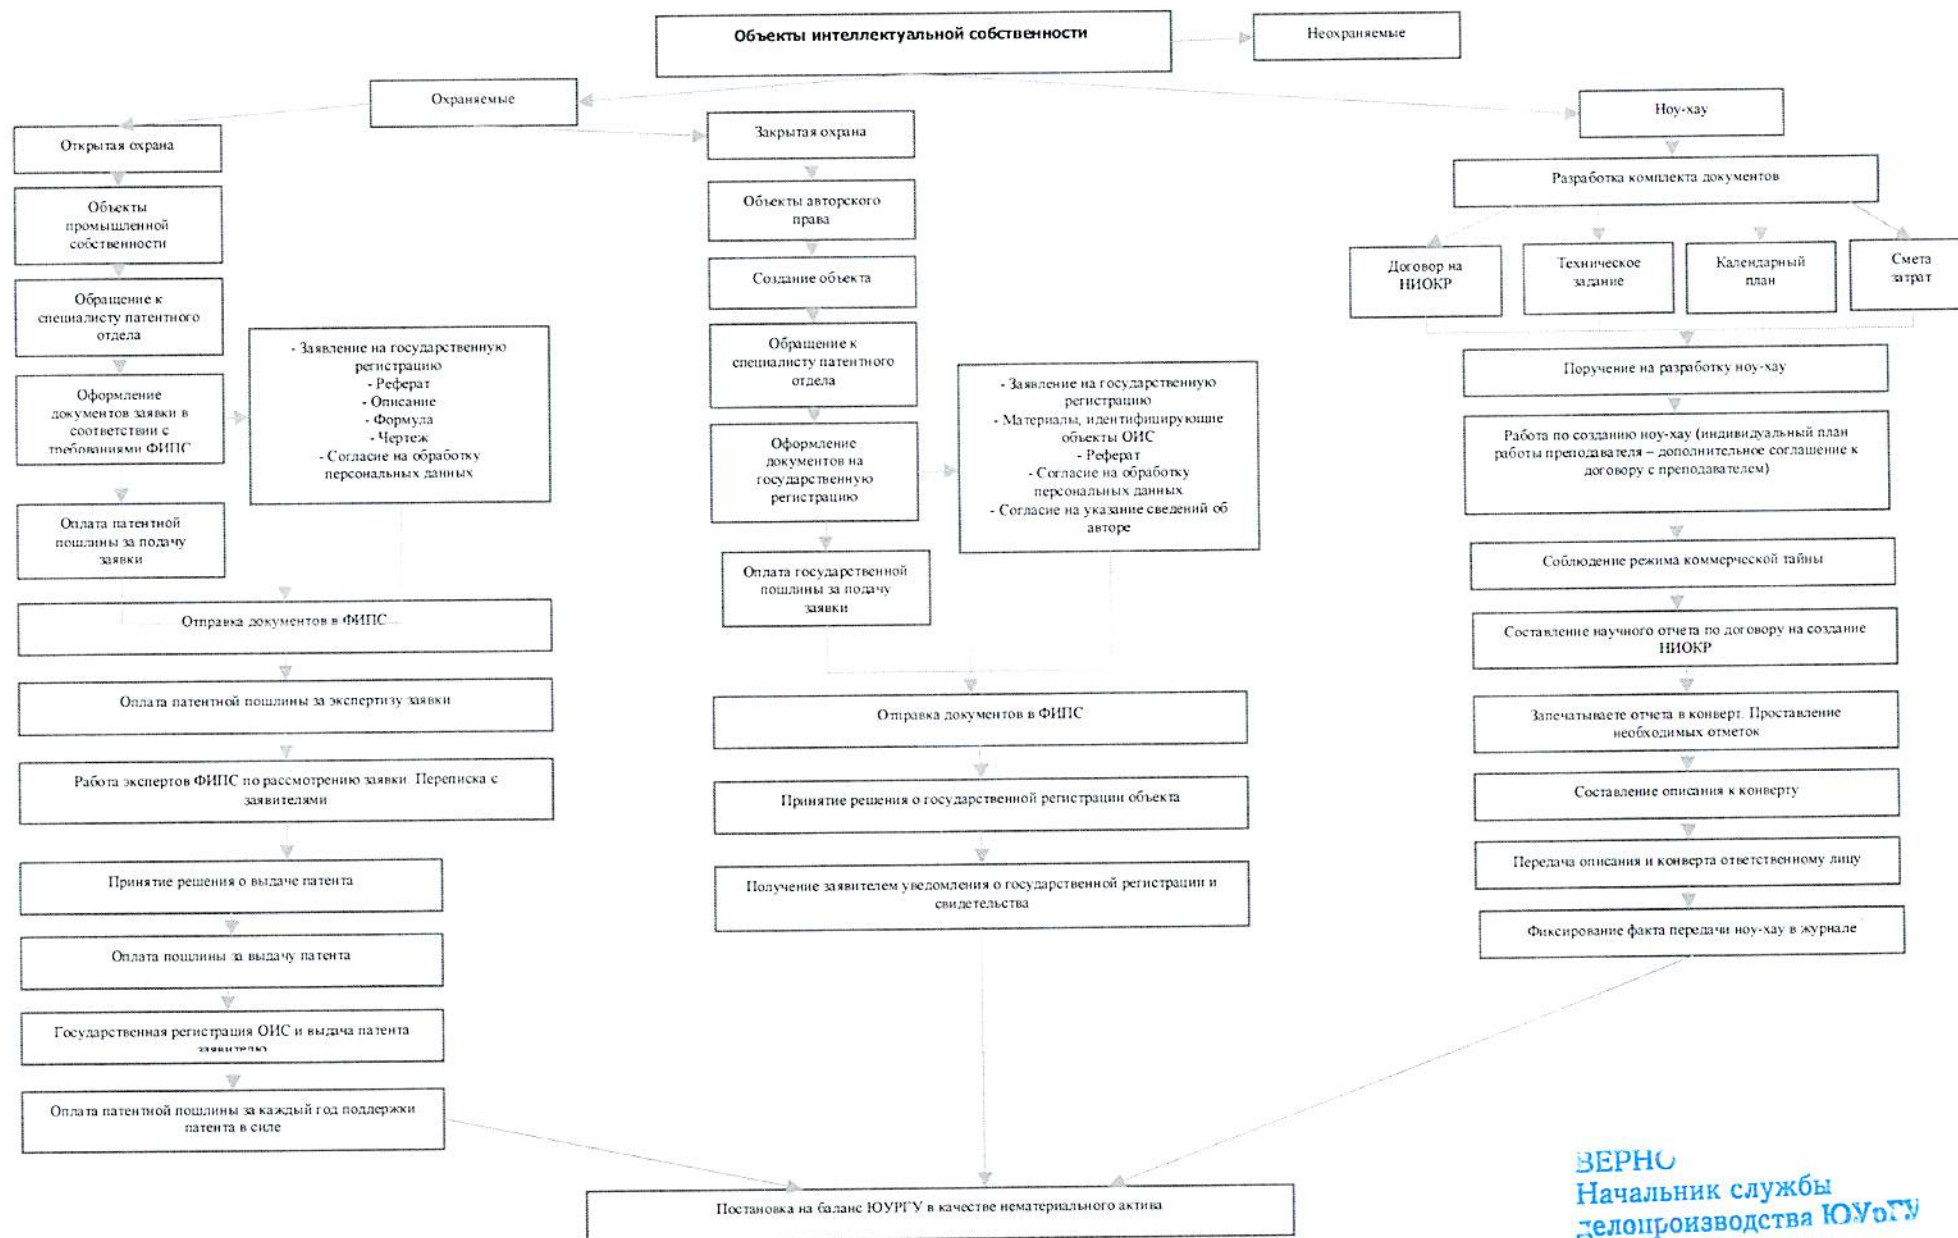 Объекты интеллектуальной собственности
Неохраняемые
Охраняемые
Ноу-хау
Открытая охрана
Объекты
промышленной
собственности
Обращение к
специалисту патентного
отдела
Оформление
документов заявки в
соответствии с
требованиями ФИПС
- Заявление на государственную
регистрацию
- Реферат
- Описание
- Формула
- Чертеж
- Согласие на обработку
персональных данных
Оплата патентной
пошлины за подачу
заявки
Отправка документов в ФИПС
Оплата патентной пошлины за экспертизу заявки
Работа экспертов ФИПС по рассмотрению заявки. Переписка с
заявителями
Принятие решения о выдаче патента
Оплата пошлины за выдачу патента
Государственная регистрация ОИС и выдача патента
заявителю
Оплата патентной пошлины за каждый год поддержки
патента в силе
Закрытая охрана
Объекты авторского
права
Создание объекта
Обращение к
специалисту патентного
отдела
Оформление
документов на
государственную
регистрацию
- Заявление на государственную
регистрацию
- Материалы, идентифицирующие
объекты ОИС
- Реферат
- Согласие на обработку
персональных данных
- Согласие на указание сведений об
авторе
Оплата государственной
пошлины за подачу
заявки
Отправка документов в ФИПС
Принятие решения о государственной регистрации объекта
Получение заявителем уведомления о государственной регистрации и
свидетельства
Разработка комплекта документов
Договор на
НИОКР
Техническое
задание
Календарный
план
Смета
затрат
Поручение на разработку ноу-хау
Работа по созданию ноу-хау (индивидуальный план
работы преподавателя – дополнительное соглашение к
договору с преподавателем)
Соблюдение режима коммерческой тайны
Составление научного отчета по договору на создание
НИОКР
Запечатываете отчета в конверт. Проставление
необходимых отметок
Составление описания к конверту
Передача описания и конверта ответственному лицу
Фиксирование факта передачи ноу-хау в журнале
Постановка на баланс ЮУРГУ в качестве нематериального актива
ВЕРНО
Начальник службы
делопроизводства ЮУрГУ